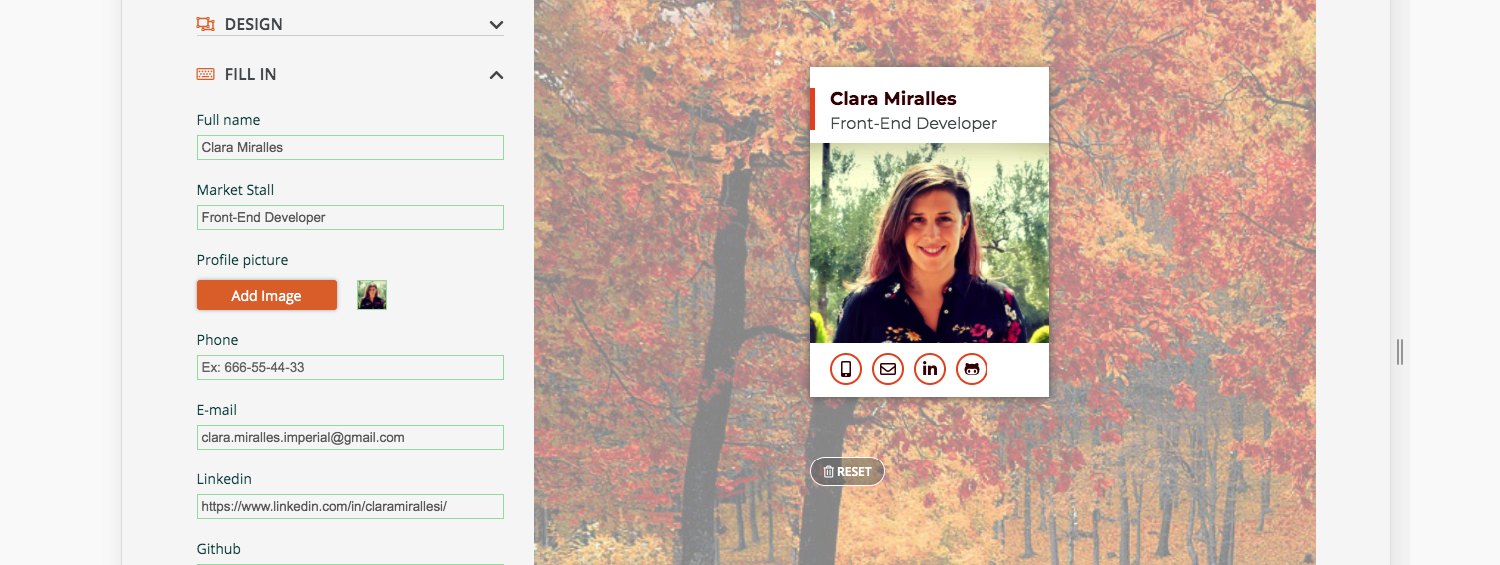 DESIGN
FILL IN
Full name
Clara Miralles
Market Stall
Front-End Developer
Profile picture
Add Image
Phone
Ex: 666-55-44-33
E-mail
clara.miralles.imperial@gmail.com
Linkedin
https://www.linkedin.com/in/claramirallesi/
Github
Clara Miralles
Front-End Developer
in
RESET